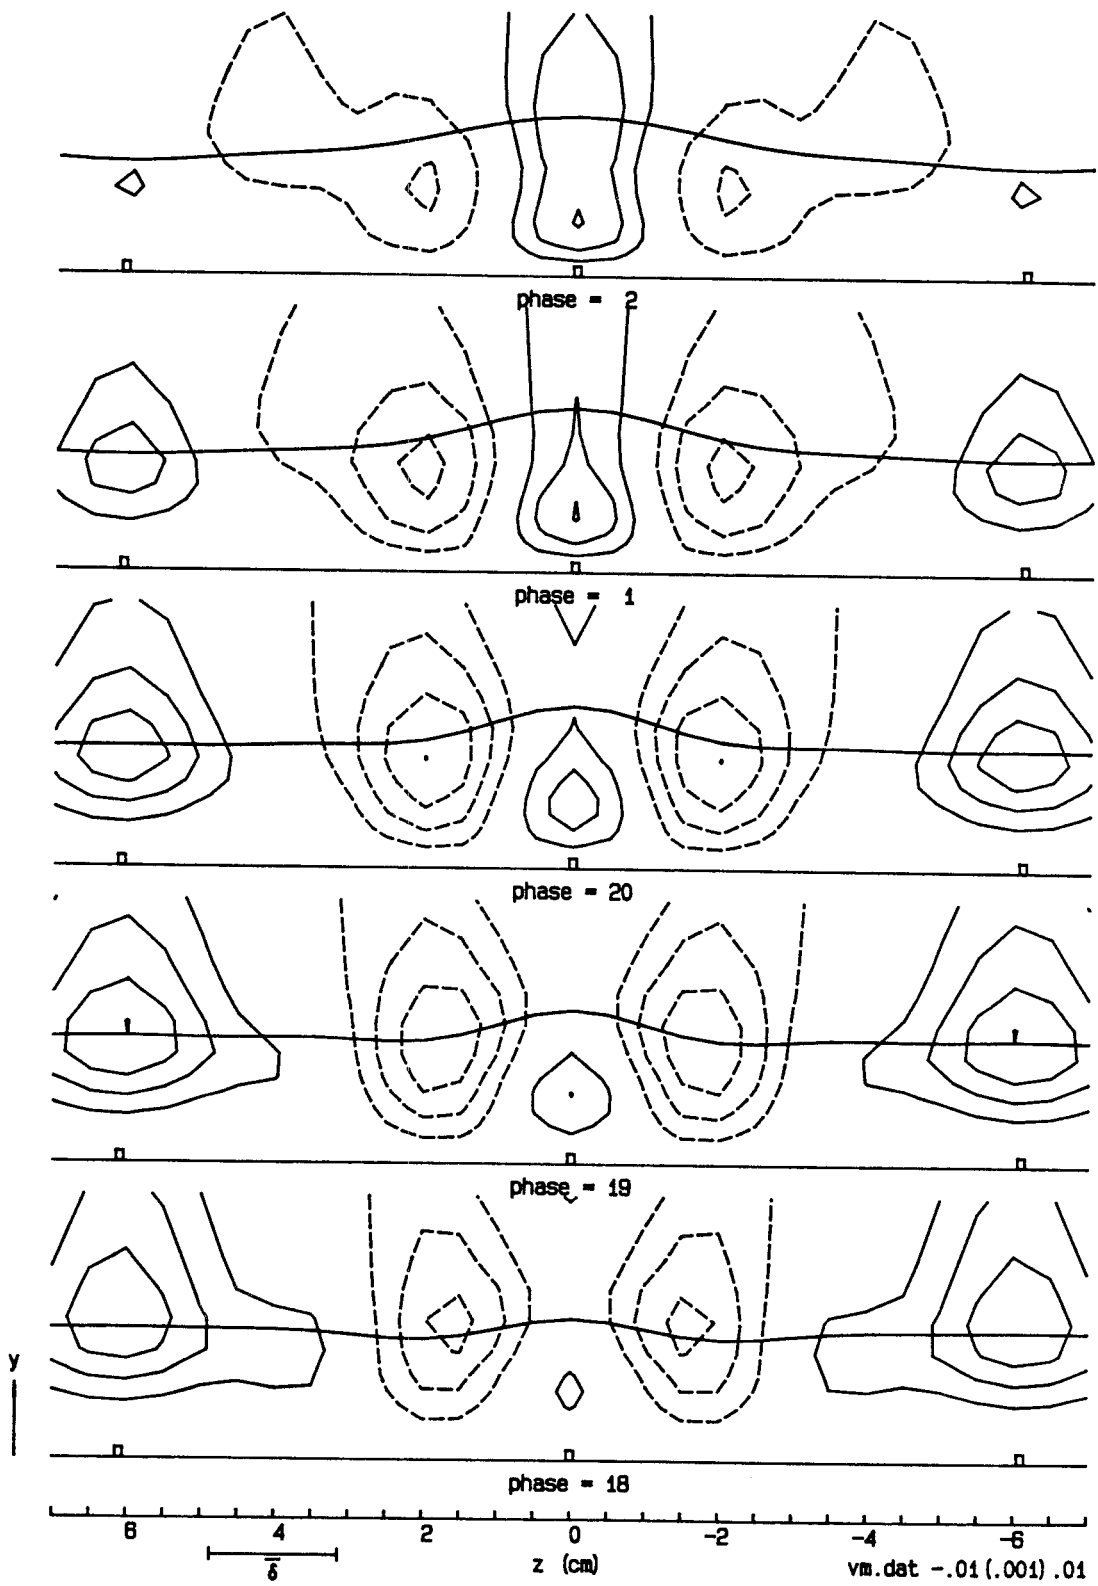 phase = 2
phase = 1
phase = 20
phase = 19
y
phase = 18
6 4 2 0 -2 -4 -6
δ̅ z (cm) vm.dat -.01(.001).01